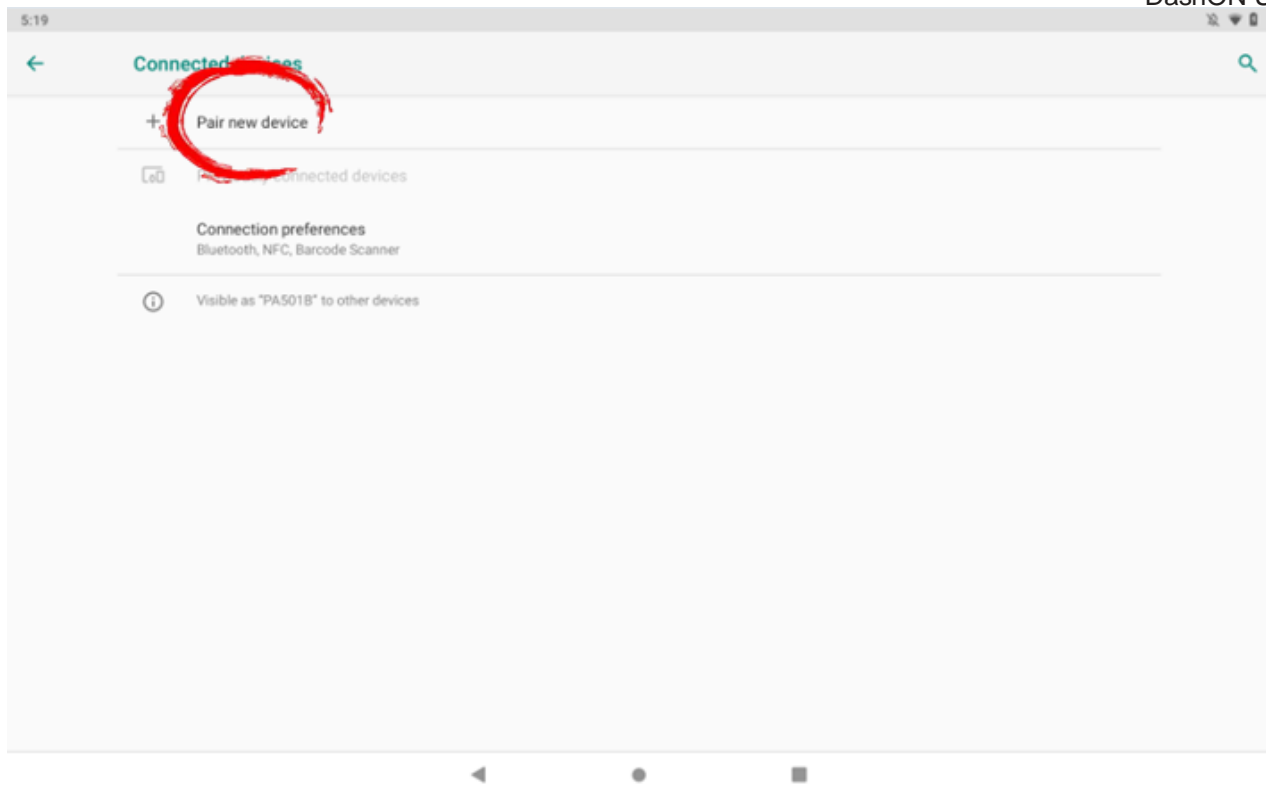 DashON
5:19
Connected devices
Pair new device
connected devices
Connection preferences
Bluetooth, NFC, Barcode Scanner
Visible as "PA501B" to other devices